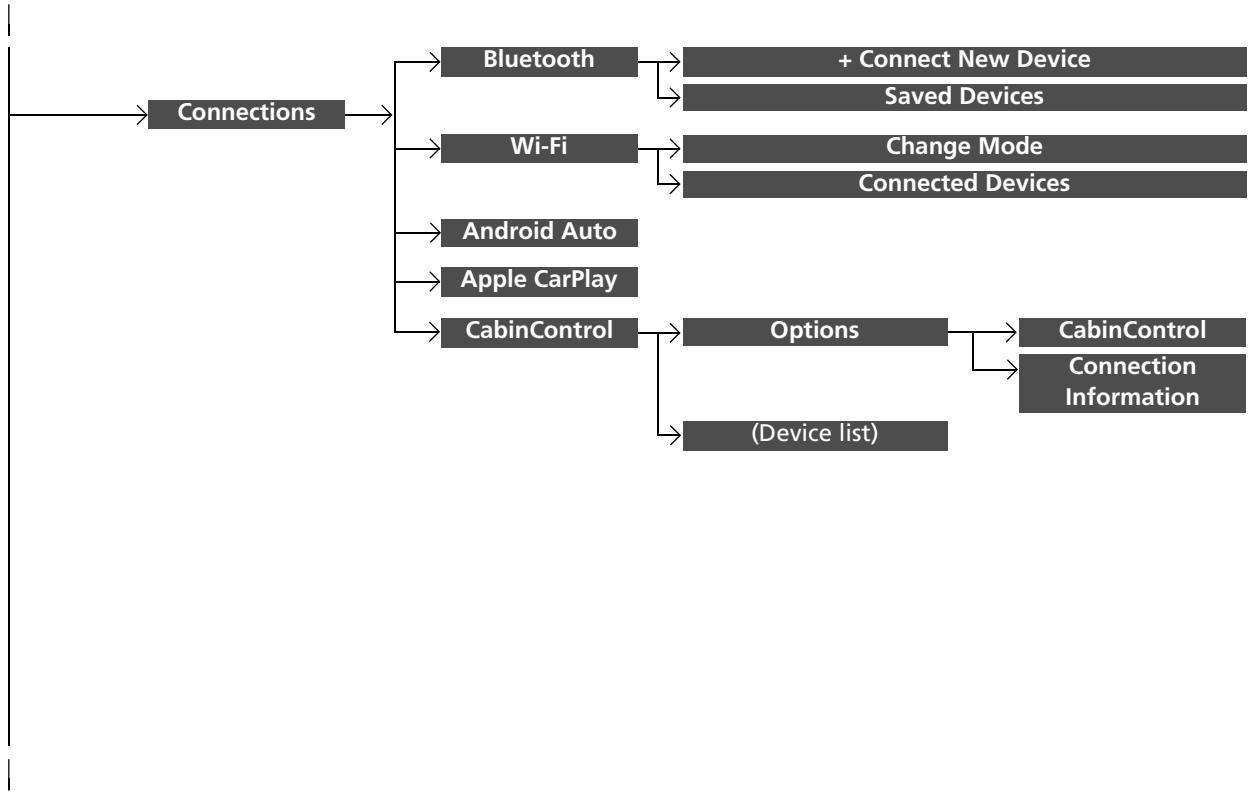 Bluetooth
+ Connect New Device
Saved Devices
Connections
Wi-Fi
Change Mode
Connected Devices
Android Auto
Apple CarPlay
CabinControl
Options
CabinControl
Connection
Information
(Device list)